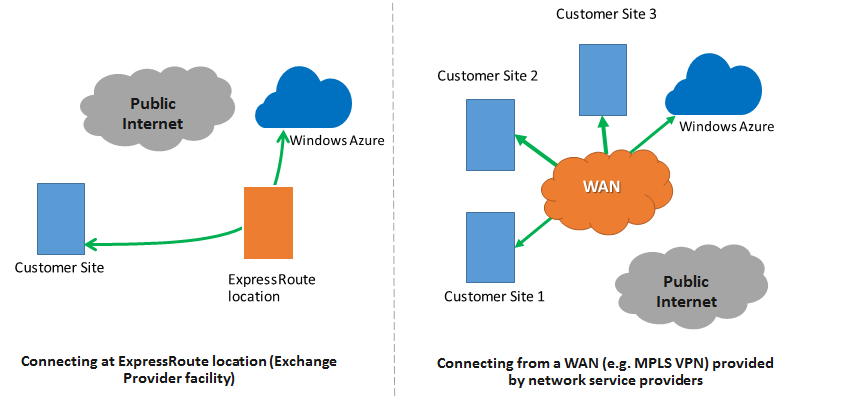 Public
Internet
Windows Azure
Customer Site
ExpressRoute
location
Connecting at ExpressRoute location (Exchange
Provider facility)
Customer Site 3
Customer Site 2
Windows Azure
WAN
Customer Site 1
Public
Internet
Connecting from a WAN (e.g. MPLS VPN) provided
by network service providers